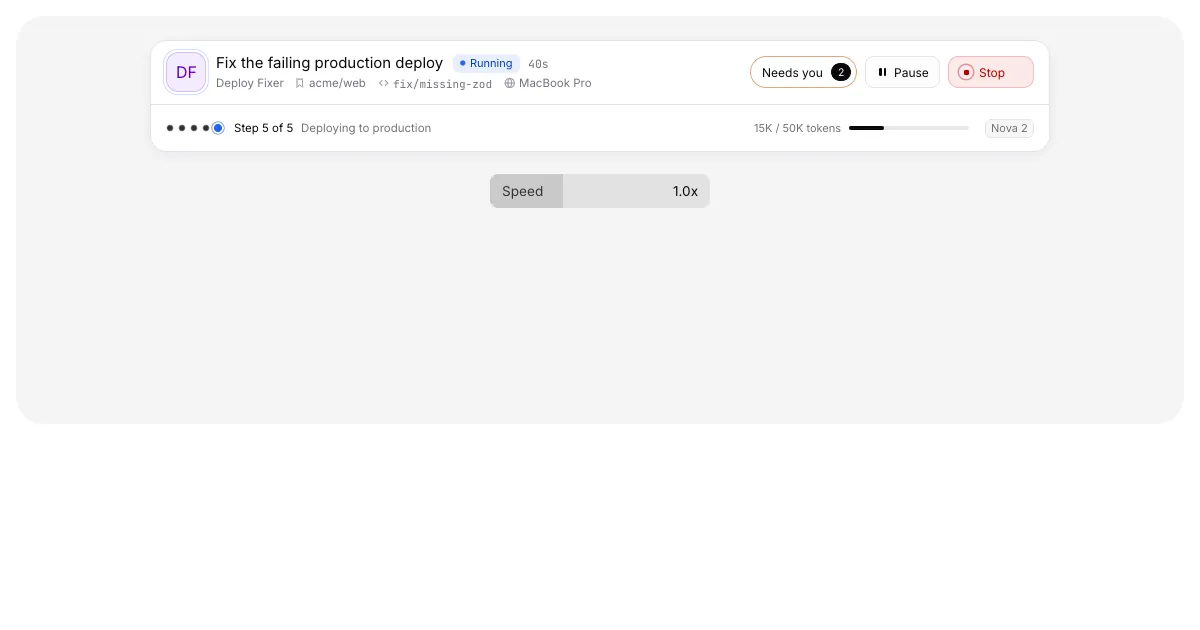 DF
Fix the failing production deploy Running 40s
Deploy Fixer acme/web fix/missing-zod MacBook Pro
Needs you 2 Pause Stop
Step 5 of 5 Deploying to production 15K / 50K tokens Nova 2
Speed 1.0x